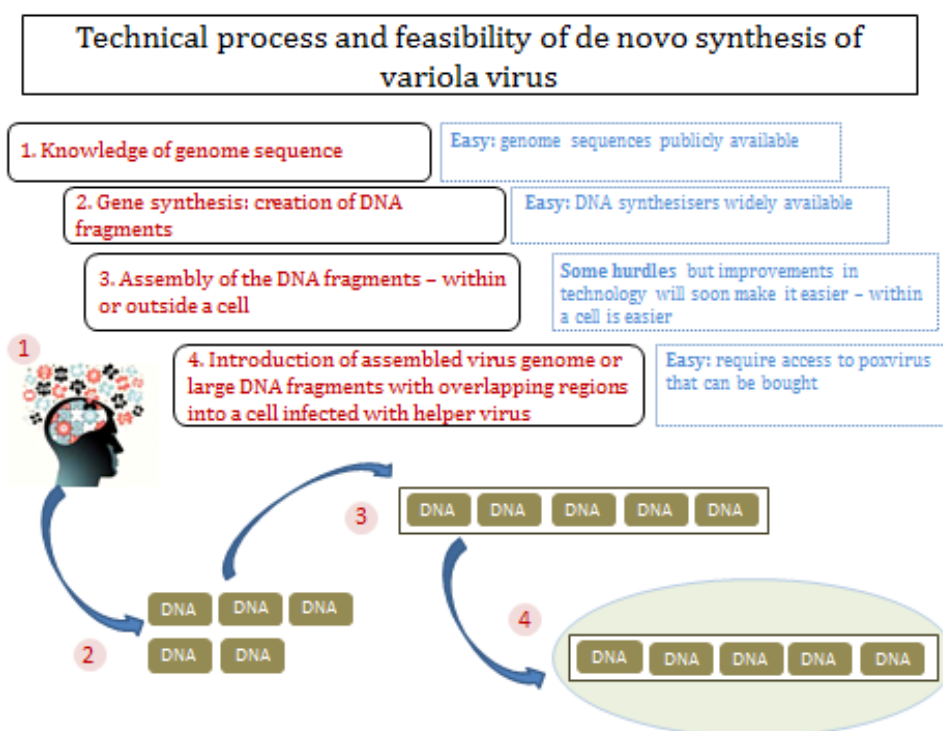 Technical process and feasibility of de novo synthesis of
variola virus
1. Knowledge of genome sequence
Easy: genome sequences publicly available
2. Gene synthesis: creation of DNA
fragments
Easy: DNA synthesisers widely available
3. Assembly of the DNA fragments – within
or outside a cell
Some hurdles but improvements in
technology will soon make it easier – within
a cell is easier
1
4. Introduction of assembled virus genome or
large DNA fragments with overlapping regions
into a cell infected with helper virus
Easy: require access to poxvirus
that can be bought
3
DNA DNA DNA DNA DNA
2
DNA DNA DNA
DNA DNA
4
DNA DNA DNA DNA DNA